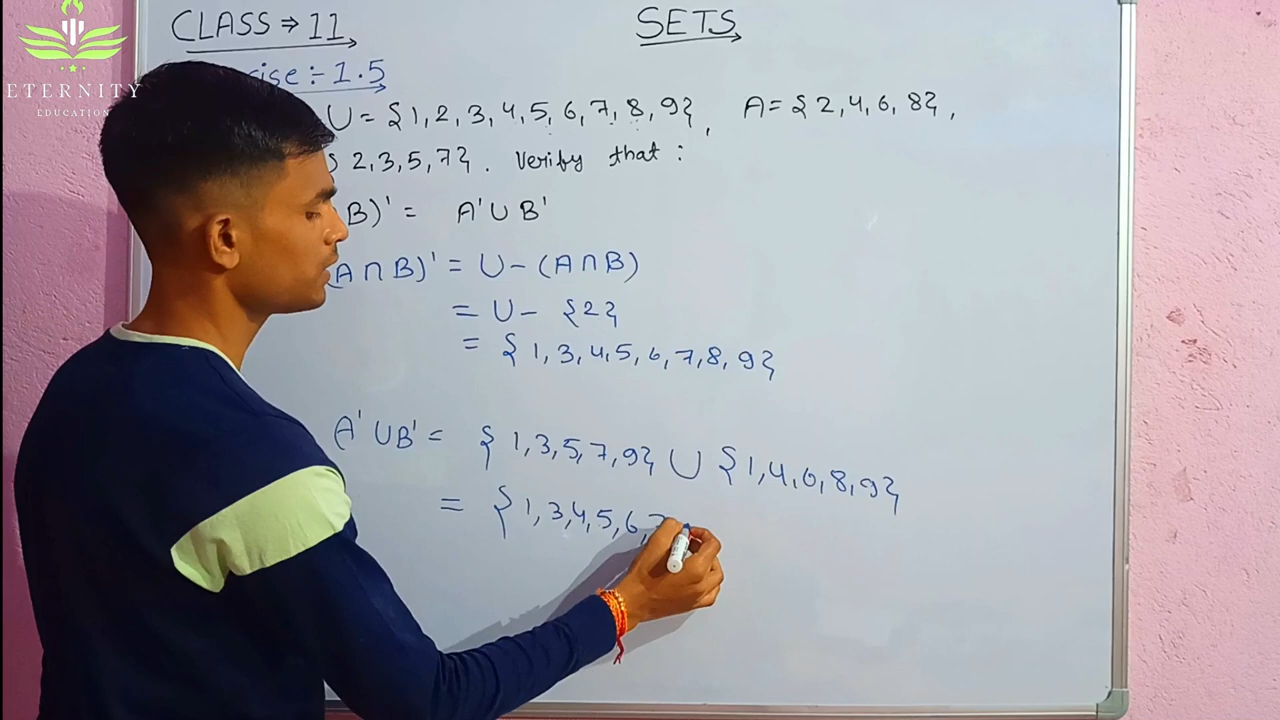 CLASS ⇒ 11
SETS
ise :- 1.5
ETERNITY
EDUCATION
U = {1, 2, 3, 4, 5, 6, 7, 8, 9}, A = {2, 4, 6, 8},
2, 3, 5, 7}. Verify that :
B)' = A' ∪ B'
(A ∩ B)' = U - (A ∩ B)
= U - {2}
= {1, 3, 4, 5, 6, 7, 8, 9}
A' ∪ B' = {1, 3, 5, 7, 9} ∪ {1, 4, 6, 8, 9}
= {1, 3, 4, 5, 6, 7